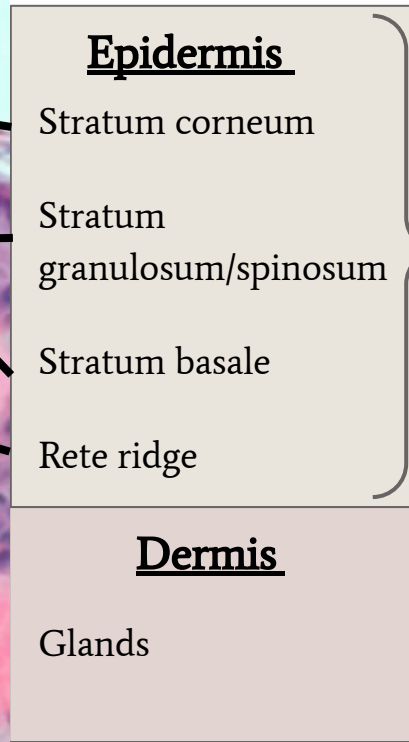 Epidermis
Stratum corneum
Stratum
granulosum/spinosum
Stratum basale
Rete ridge
Dermis
Glands